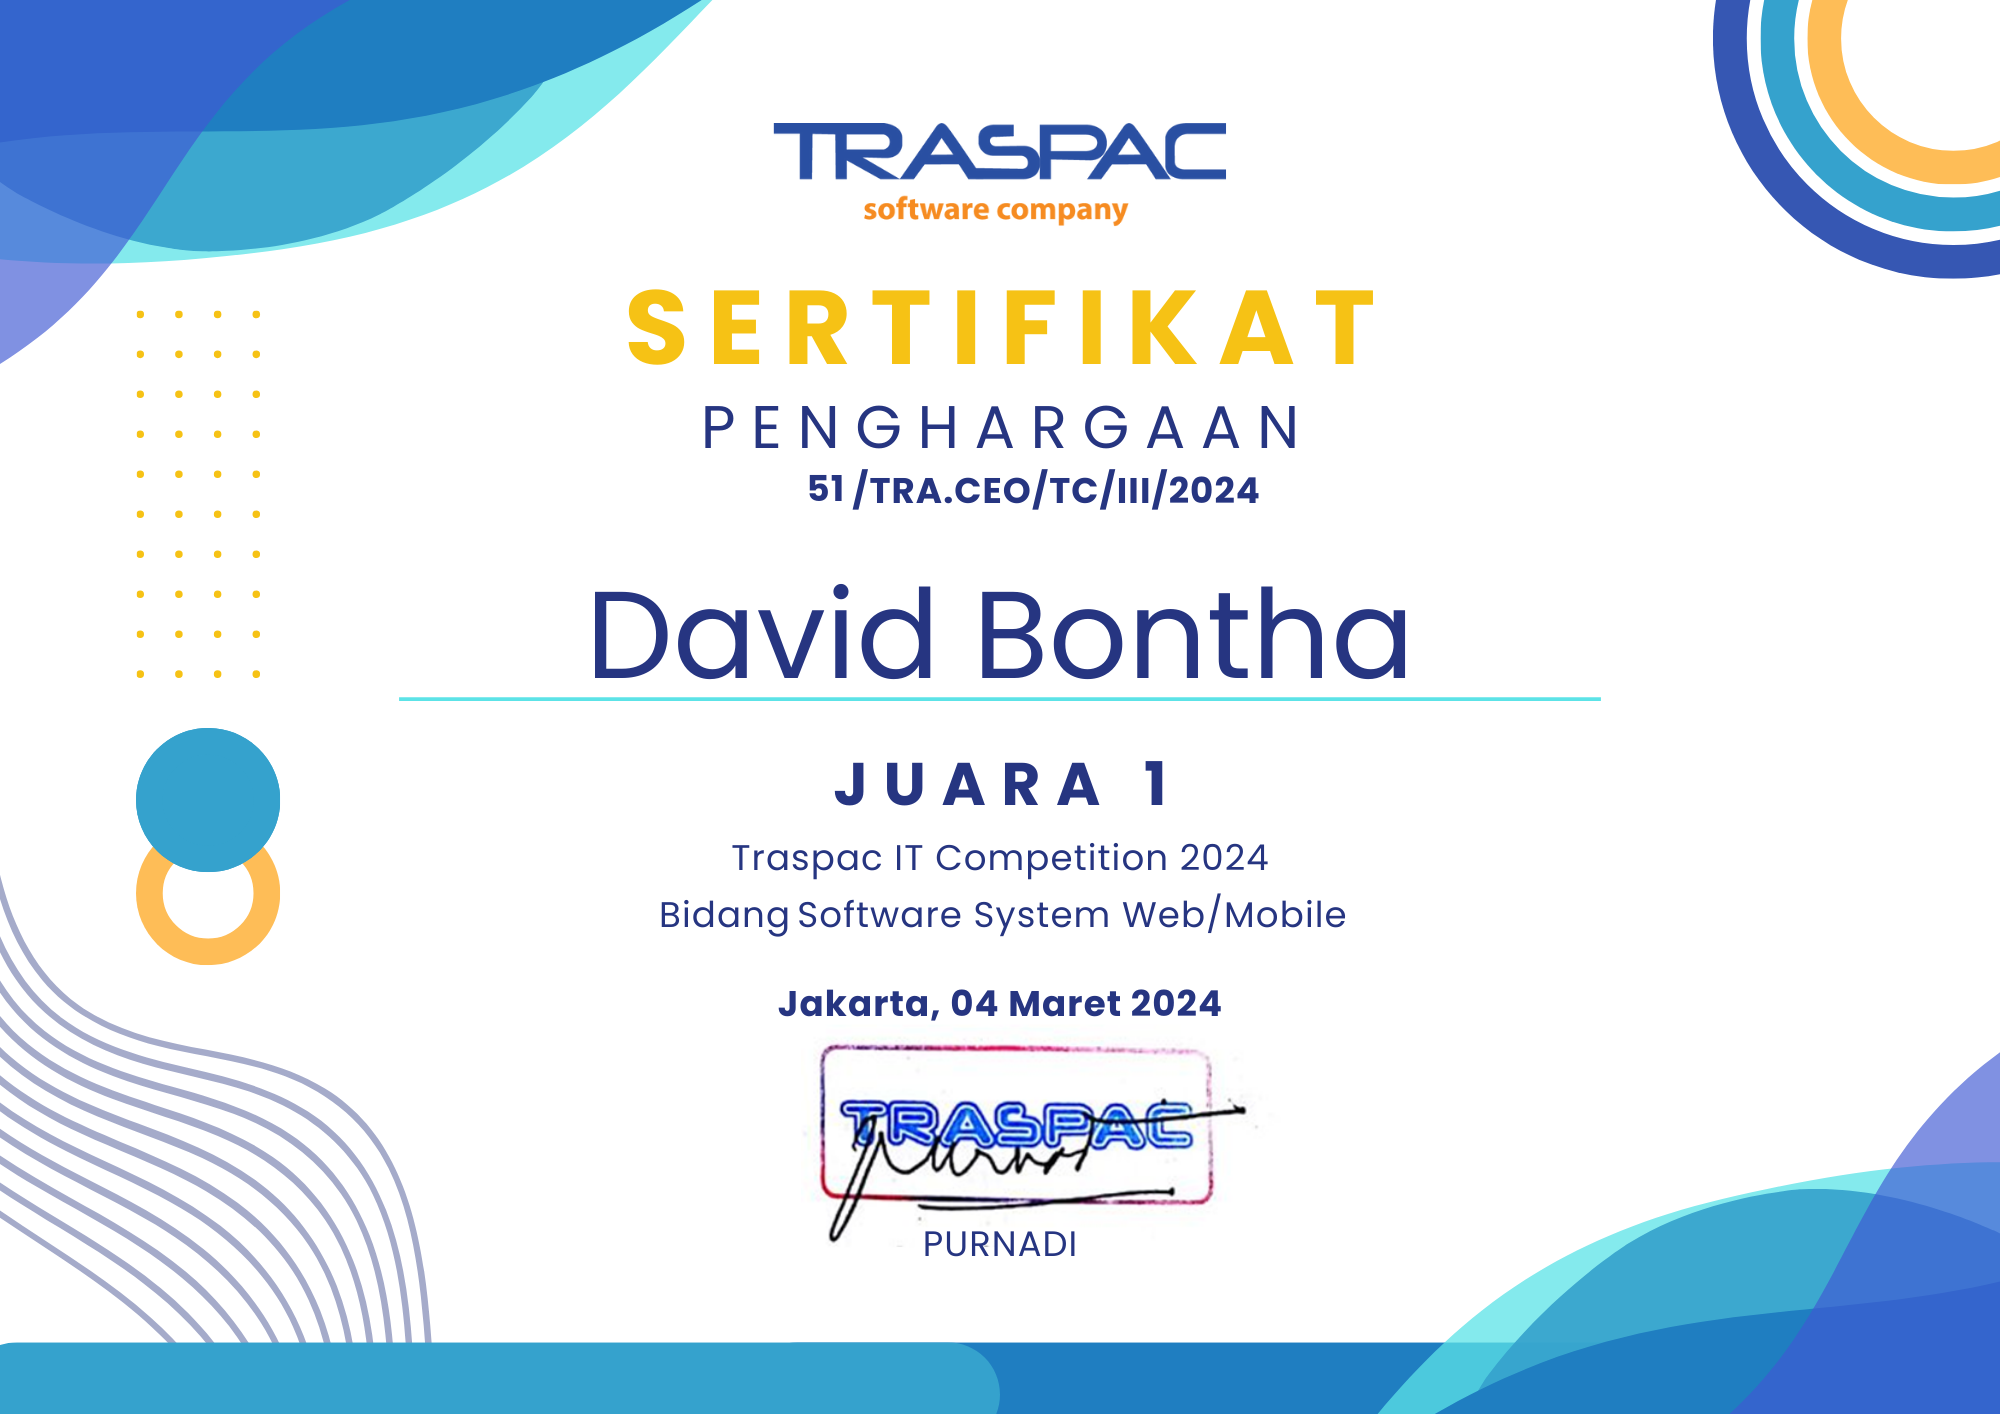 TRASPAC
software company
SERTIFIKAT
PENGHARGAAN
51 /TRA.CEO/TC/III/2024
David Bontha
JUARA 1
Traspac IT Competition 2024
Bidang Software System Web/Mobile
Jakarta, 04 Maret 2024
TRASPAC
PURNADI